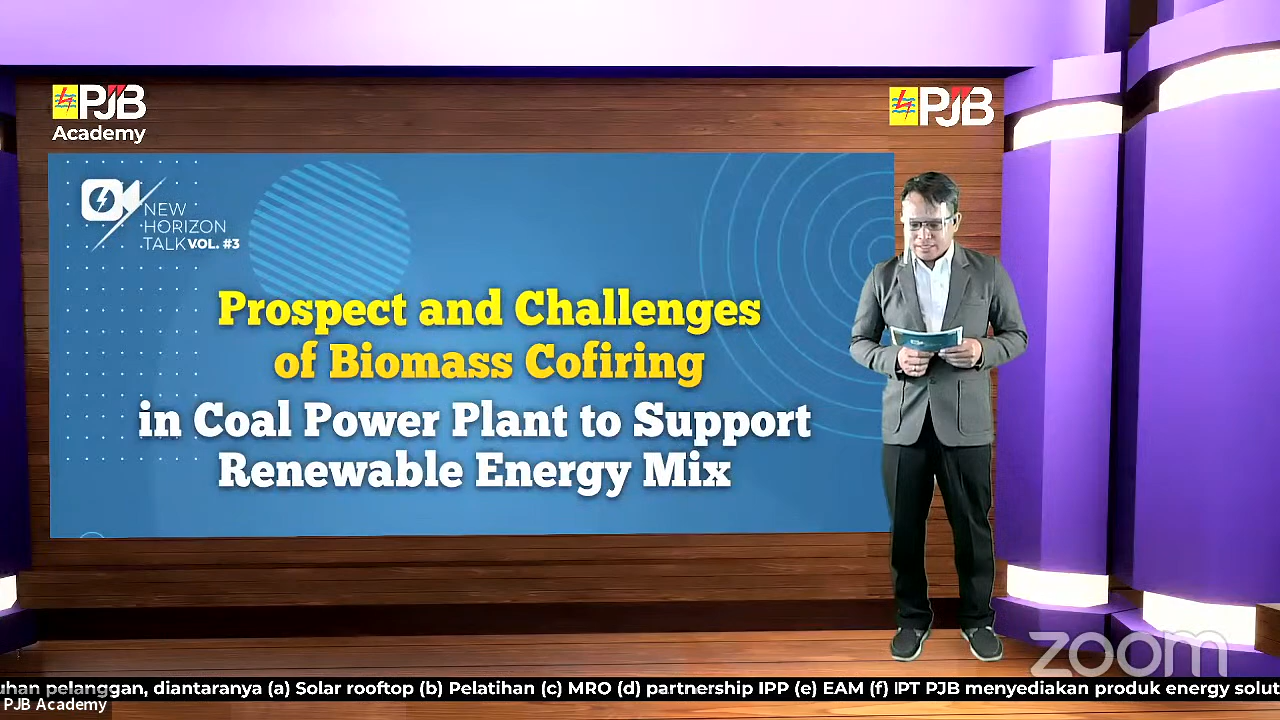 PJB
Academy
PJB
NEW
HORIZON
TALK VOL. #3
Prospect and Challenges
of Biomass Cofiring
in Coal Power Plant to Support
Renewable Energy Mix
zoom
pelanggan, diantaranya (a) Solar rooftop (b) Pelatihan (c) MRO (d) partnership IPP (e) EAM (f) IPT PJB menyediakan produk energy
PJB Academy